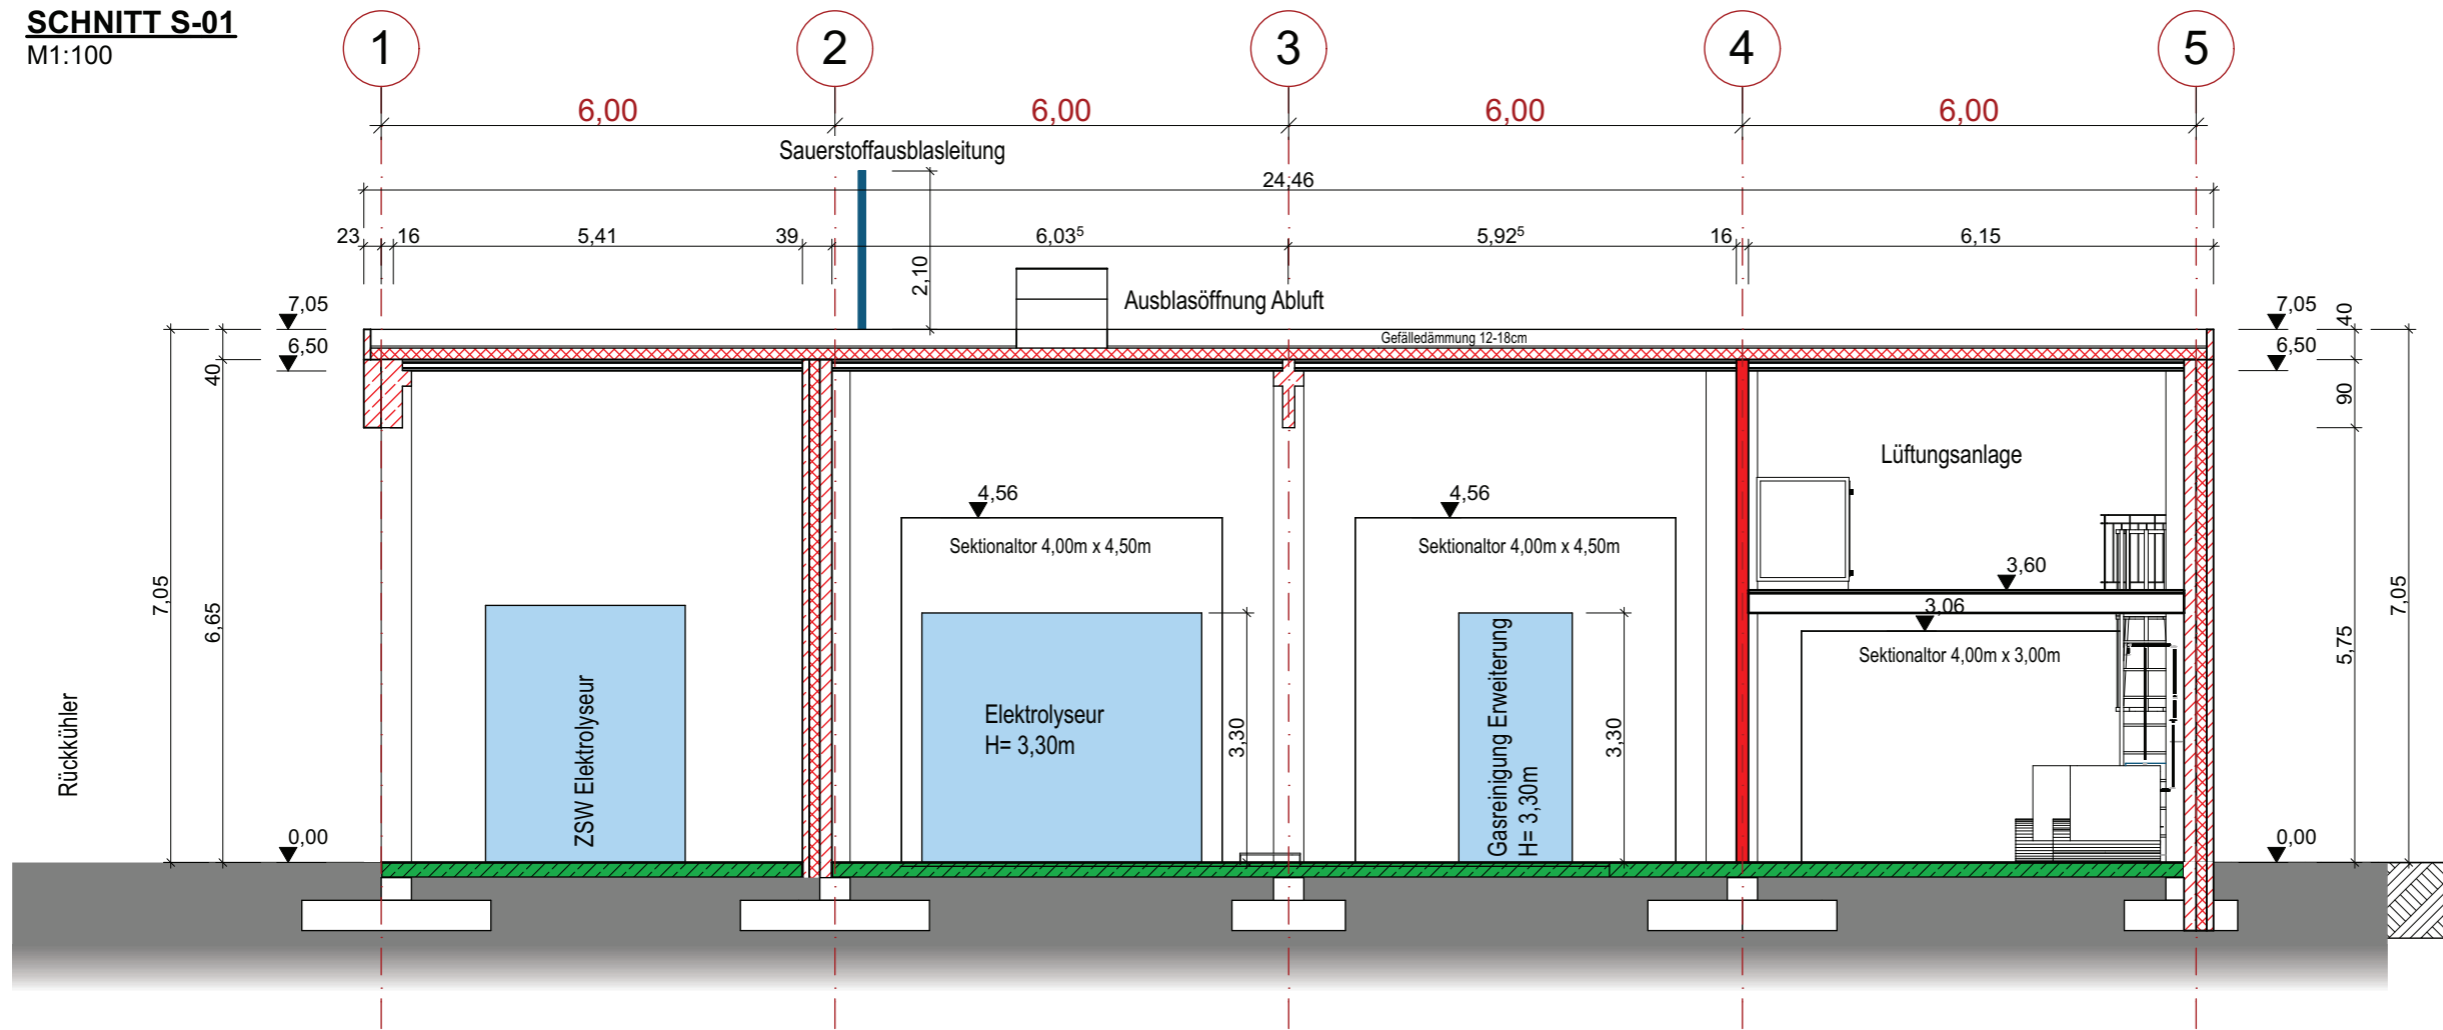 SCHNITT S-01
M1:100
1
2
3
4
5
6,00
6,00
6,00
6,00
Sauerstoffausblasleitung
24,46
23
16
5,41
39
6,03⁵
5,92⁵
16
6,15
2,10
Ausblasöffnung Abluft
7,05
6,50
40
7,05
6,50
40
90
Gefälledämmung 12-18cm
Lüftungsanlage
4,56
4,56
Sektionaltor 4,00m x 4,50m
Sektionaltor 4,00m x 4,50m
3,60
3,06
Sektionaltor 4,00m x 3,00m
7,05
6,65
5,75
7,05
Rückkühler
ZSW Elektrolyseur
Elektrolyseur
H= 3,30m
3,30
Gasreinigung Erweiterung
H= 3,30m
3,30
0,00
0,00